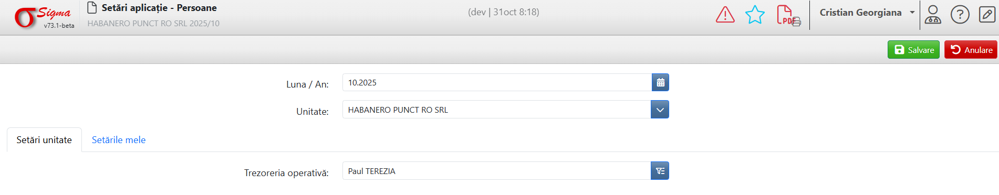 σ Sigma
v73.1-beta
Setări aplicație - Persoane
HABANERO PUNCT RO SRL 2025/10
(dev | 31oct 8:18)
PDF
Cristian Georgiana
Salvare
Anulare
Luna / An:
10.2025
Unitate:
HABANERO PUNCT RO SRL
Setări unitate
Setările mele
Trezoreria operativă:
Paul TEREZIA